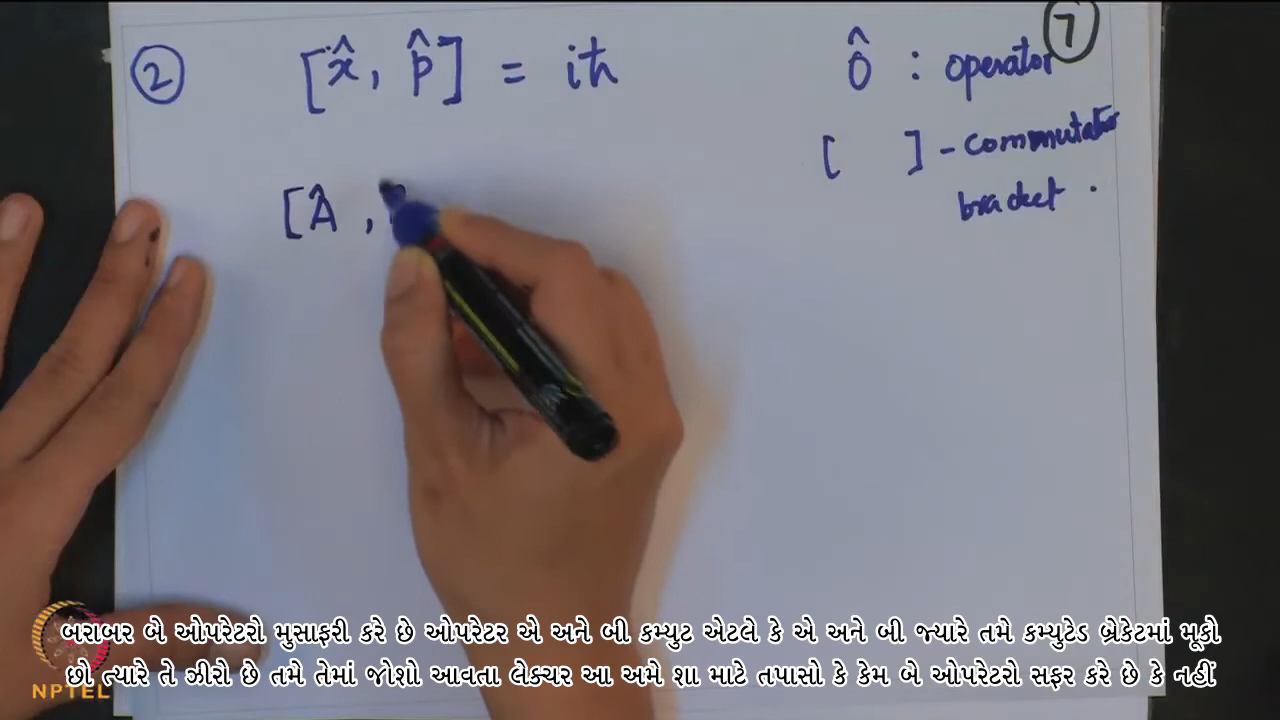 ② [x̂, p̂] = iħ
ô : operator
7
[ ] - commutator
bracket .
[Â ,
બરાબર બે ઓપરેટરો મુસાફરી કરે છે ઓપરેટર એ અને બી કમ્યુટ એટલે કે એ અને બી જ્યારે તમે કમ્યુટેડ બ્રેકેટમાં મૂકો
છો ત્યારે તે ઝીરો છે તમે તેમાં જોશો આવતા લેક્ચર આ અમે શા માટે તપાસો કે કેમ બે ઓપરેટરો સફર કરે છે કે નહીં
NPTEL